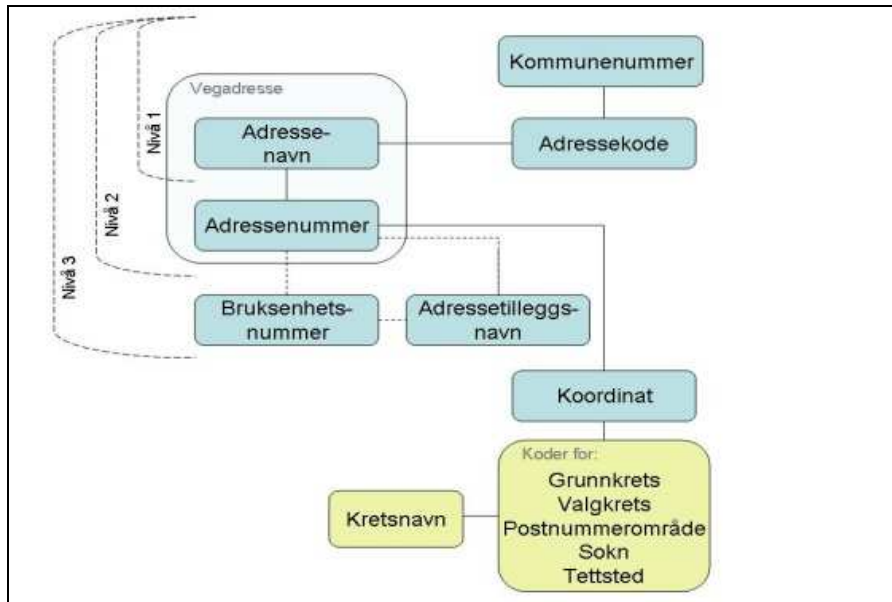 Kommunenummer
Vegadresse
Adresse-
navn
Adressekode
Nivå 1
Adressenummer
Nivå 2
Nivå 3
Bruksenhets-
nummer
Adressetilleggs-
navn
Koordinat
Koder for:
Grunnkrets
Valgkrets
Postnummerområde
Sokn
Tettsted
Kretsnavn